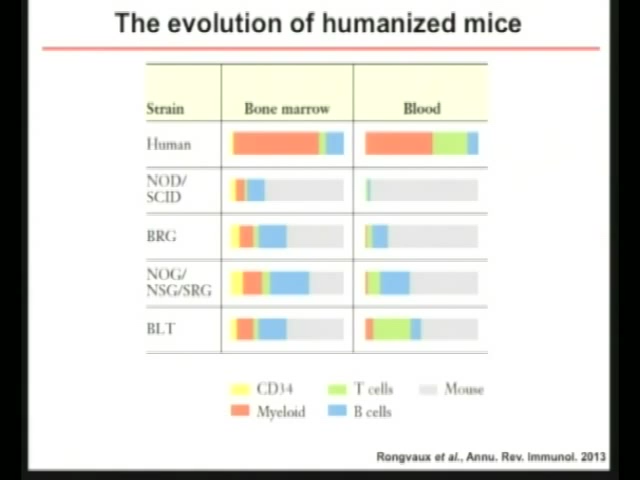 The evolution of humanized mice
Strain Bone marrow Blood
Human
NOD/
SCID
BRG
NOG/
NSG/SRG
BLT
CD34 T cells Mouse
Myeloid B cells
Rongvaux et al., Annu. Rev. Immunol. 2013